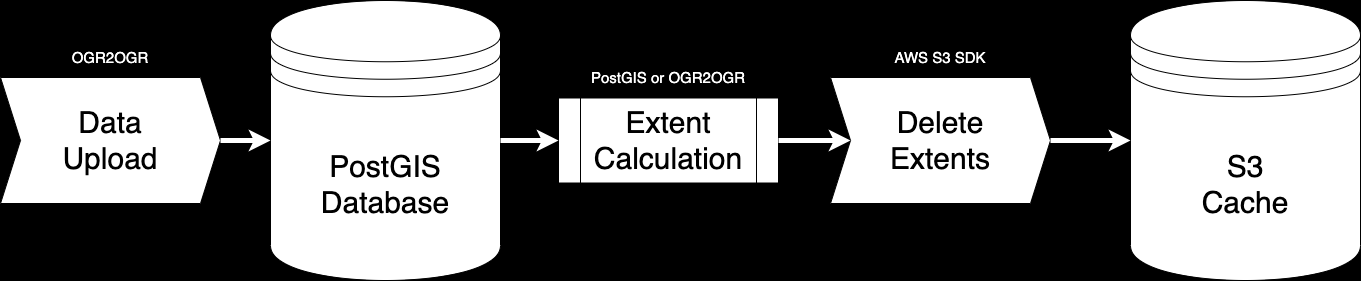 OGR2OGR
Data
Upload
PostGIS
Database
PostGIS or OGR2OGR
Extent
Calculation
AWS S3 SDK
Delete
Extents
S3
Cache